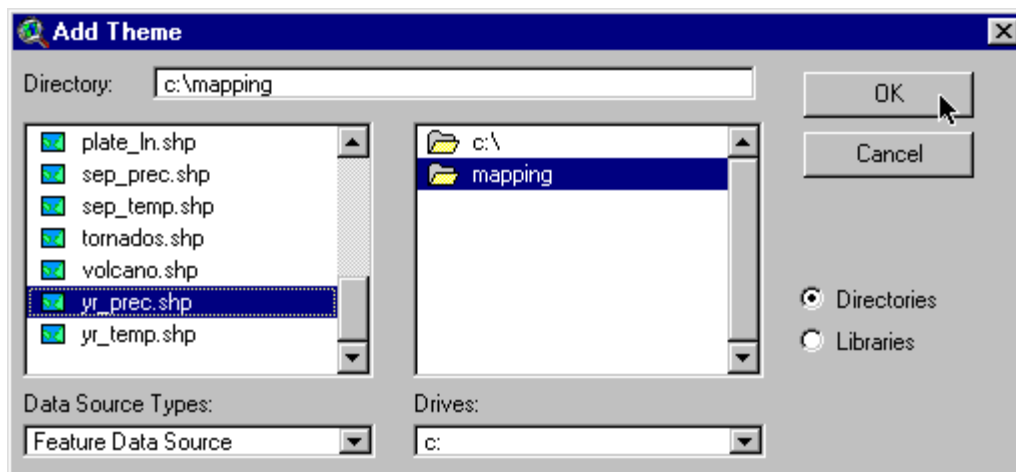 Add Theme
Directory: c:\mapping
OK
Cancel
plate_ln.shp
sep_prec.shp
sep_temp.shp
tornados.shp
volcano.shp
yr_prec.shp
yr_temp.shp
c:\
mapping
Directories
Libraries
Data Source Types:
Feature Data Source
Drives:
c: